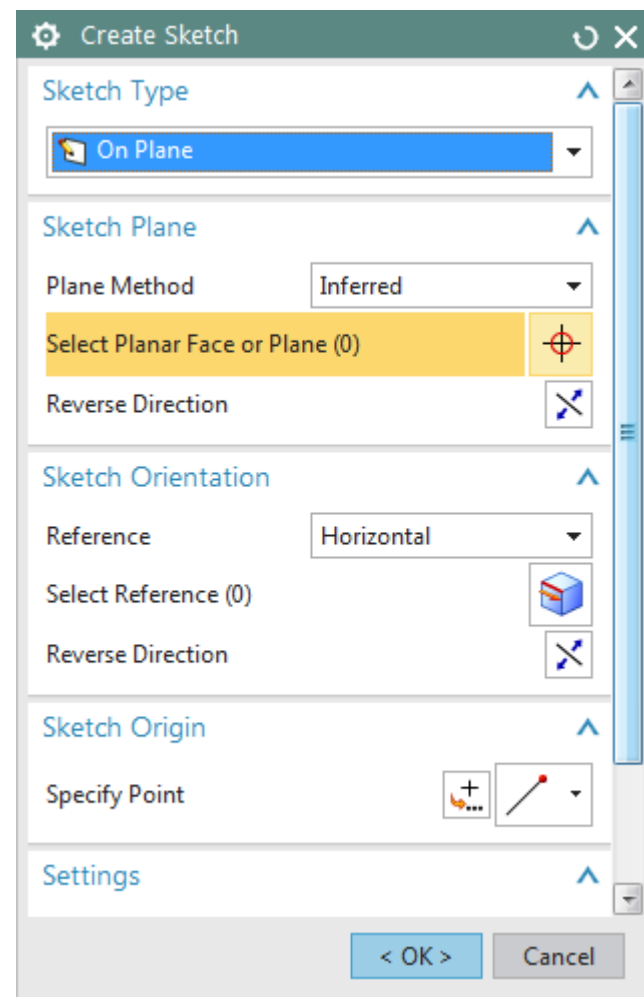 Create Sketch
Sketch Type
On Plane
Sketch Plane
Plane Method Inferred
Select Planar Face or Plane (0)
Reverse Direction
Sketch Orientation
Reference Horizontal
Select Reference (0)
Reverse Direction
Sketch Origin
Specify Point
Settings
< OK > Cancel